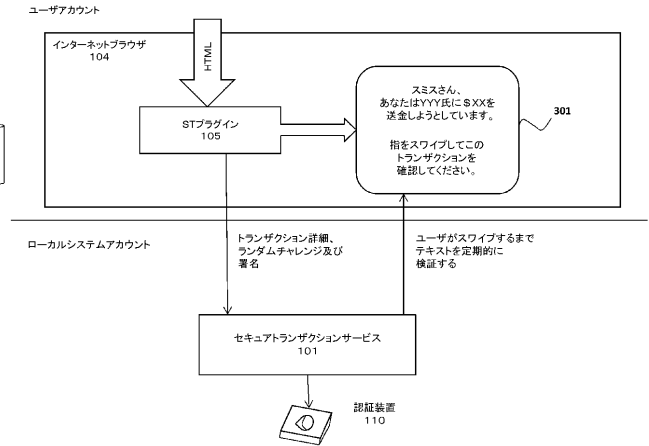 ユーザアカウント
インターネットブラウザ
104
HTML
STプラグイン
105
スミスさん、
あなたはYYY氏に$XXを
送金しようとしています。
指をスワイプしてこの
トランザクションを
確認してください。
301
ローカルシステムアカウント
トランザクション詳細、
ランダムチャレンジ及び
署名
ユーザがスワイプするまで
テキストを定期的に
検証する
セキュアトランザクションサービス
101
認証装置
110